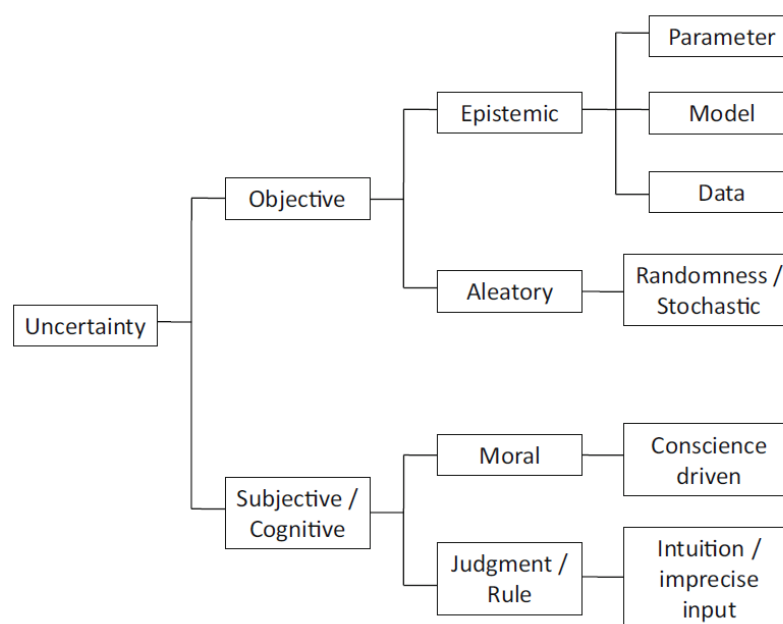 Parameter
Epistemic
Model
Objective
Data
Aleatory
Randomness /
Stochastic
Uncertainty
Moral
Conscience
driven
Subjective /
Cognitive
Judgment /
Rule
Intuition /
imprecise
input